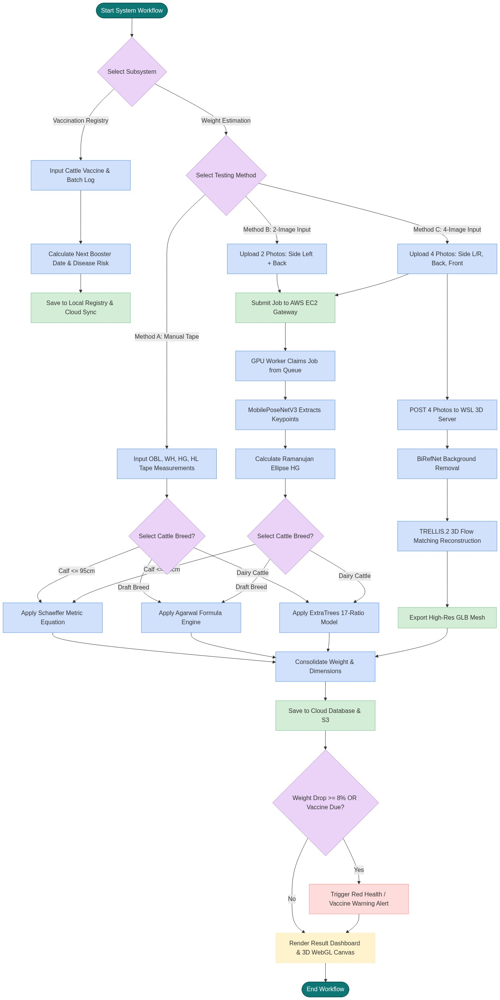 Start System Workflow
Select Subsystem
Vaccination Registry
Weight Estimation
Input Cattle Vaccine &
Batch Log
Select Testing Method
Method B: 2-Image Input
Method C: 4-Image Input
Calculate Next Booster
Date & Disease Risk
Upload 2 Photos: Side Left
+ Back
Upload 4 Photos: Side L/R,
Back, Front
Save to Local Registry &
Cloud Sync
Submit Job to AWS EC2
Gateway
Method A: Manual Tape
GPU Worker Claims Job
from Queue
MobilePoseNetV3 Extracts
Keypoints
POST 4 Photos to WSL 3D
Server
Input OBL, WH, HG, HL
Tape Measurements
Calculate Ramanujan
Ellipse HG
BiRefNet Background
Removal
Select Cattle Breed?
Select Cattle Breed?
TRELLIS.2 3D Flow
Matching Reconstruction
Calf <= 95cm
Calf <=
cm
Dairy Cattle
Dairy Cattle
Draft Breed
Draft Breed
Apply Schaeffer Metric
Equation
Apply Agarwal Formula
Engine
Apply ExtraTrees 17-Ratio
Model
Export High-Res GLB Mesh
Consolidate Weight &
Dimensions
Save to Cloud Database &
S3
Weight Drop >= 8% OR
Vaccine Due?
Yes
No
Trigger Red Health /
Vaccine Warning Alert
Render Result Dashboard
& 3D WebGL Canvas
End Workflow